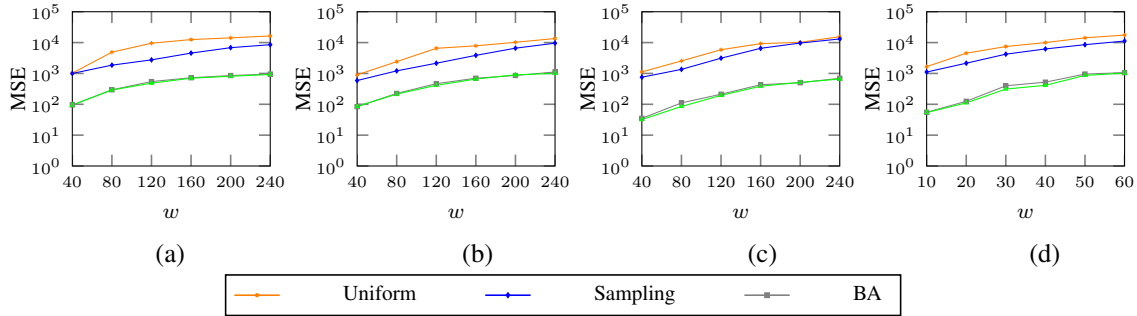 10^5 10^5 10^5 10^5
10^4 10^4 10^4 10^4
10^3 10^3 10^3 10^3
10^2 10^2 10^2 10^2
10^1 10^1 10^1 10^1
10^0 10^0 10^0 10^0
MSE MSE MSE MSE
40 80 120 160 200 240 40 80 120 160 200 240 40 80 120 160 200 240 10 20 30 40 50 60
w w w w
(a) (b) (c) (d)
Uniform Sampling BA